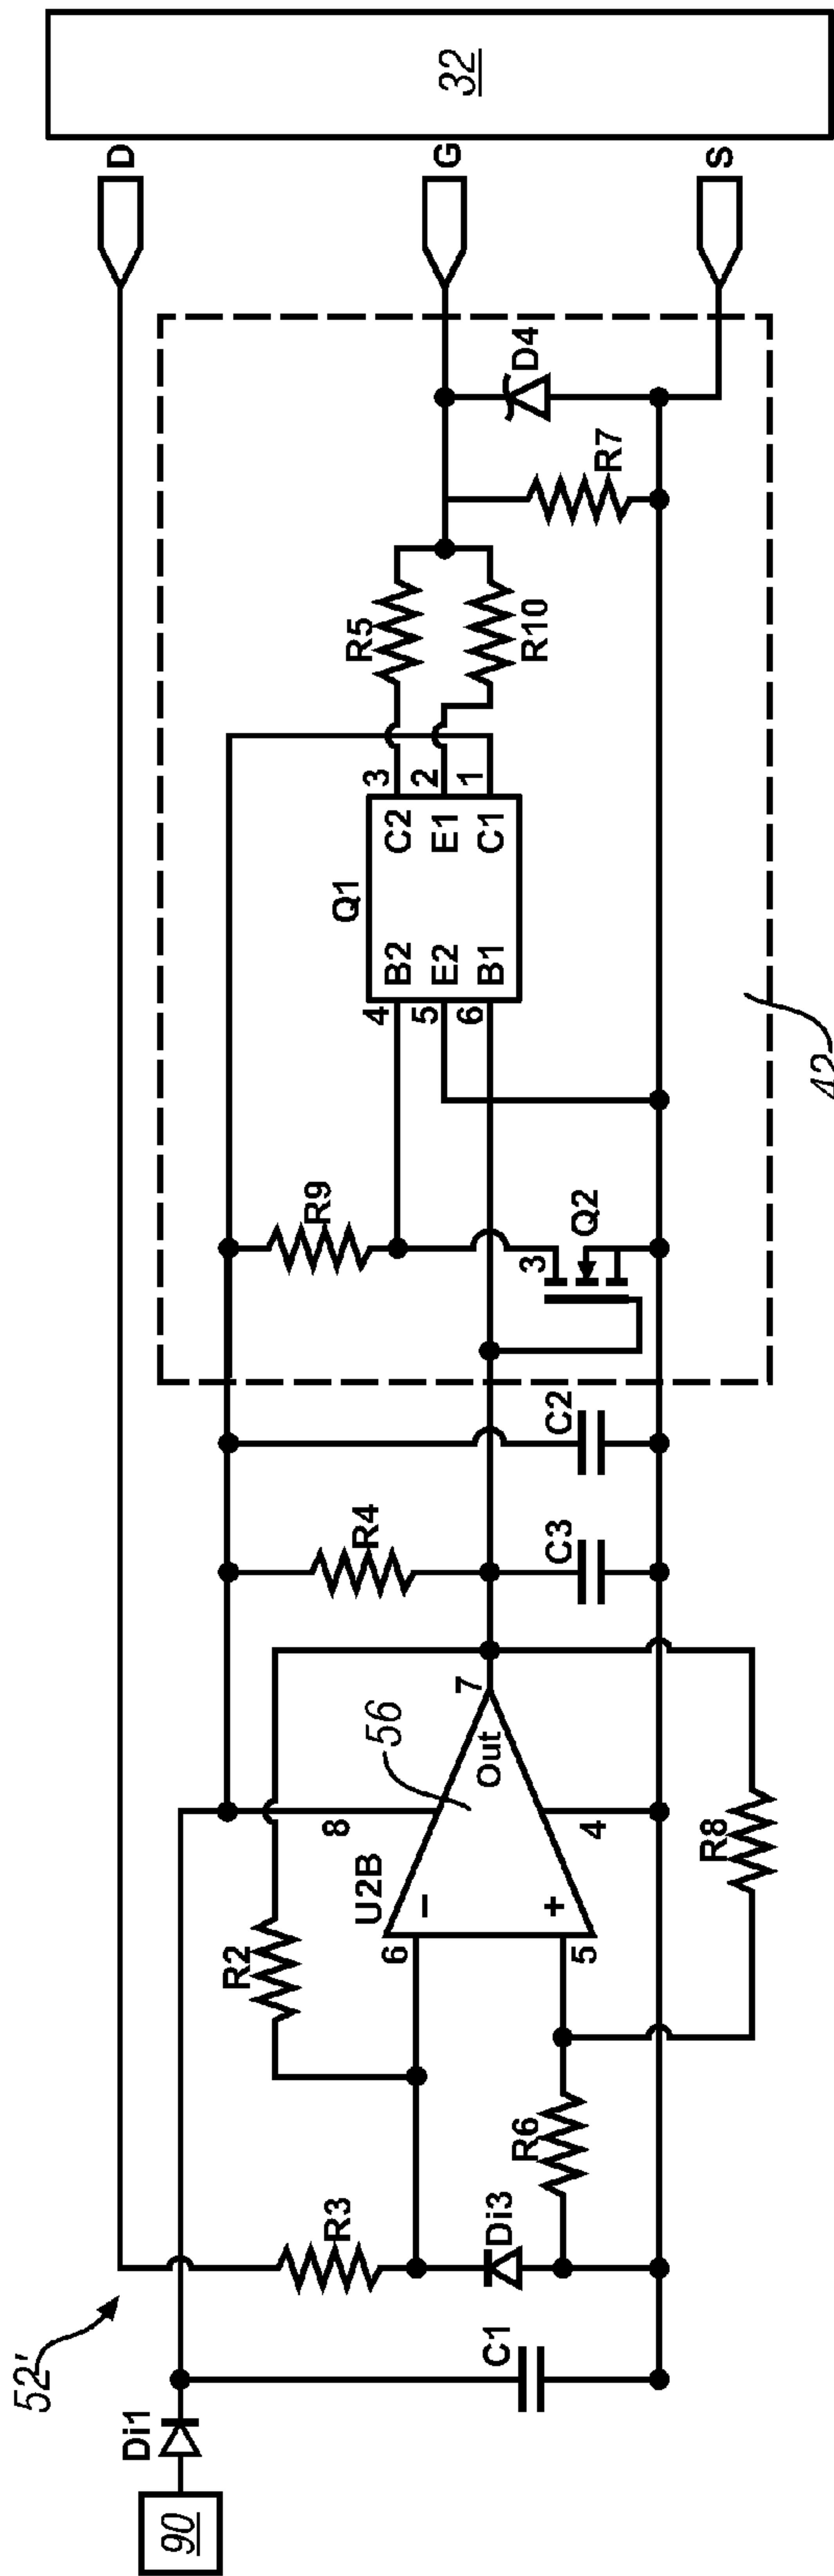 52'
90
Di1
C1
R3
Di3
R6
R2
6
5
U2B
–
+
8
4
56
Out
7
R8
R4
C3
C2
R9
3
Q2
Q1
4
5
6
B2
E2
B1
C2
E1
C1
3
2
1
R5
R10
R7
D4
42
D
G
S
32